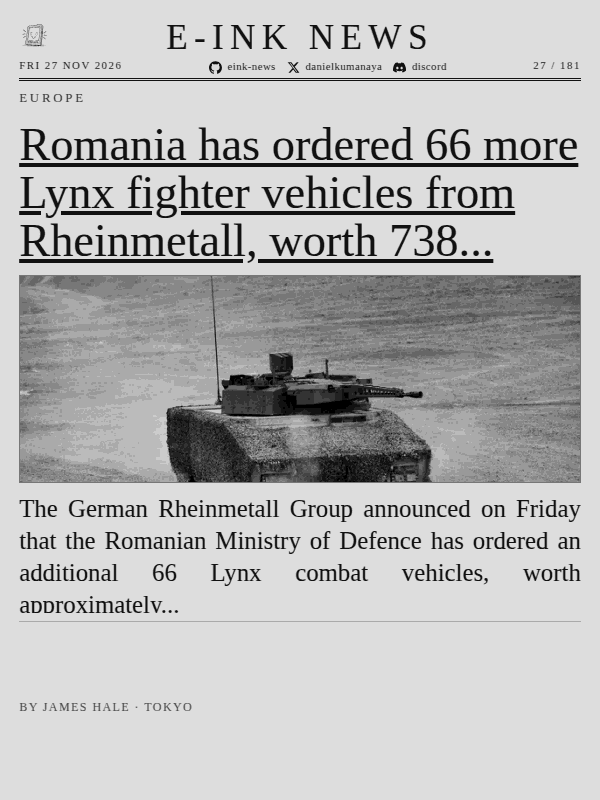 E-INK NEWS
FRI 27 NOV 2026
eink-news
danielkumanaya
discord
27 / 181
EUROPE
Romania has ordered 66 more
Lynx fighter vehicles from
Rheinmetall, worth 738...
The German Rheinmetall Group announced on Friday
that the Romanian Ministry of Defence has ordered an
additional 66 Lynx combat vehicles, worth
approximately...
BY JAMES HALE · TOKYO